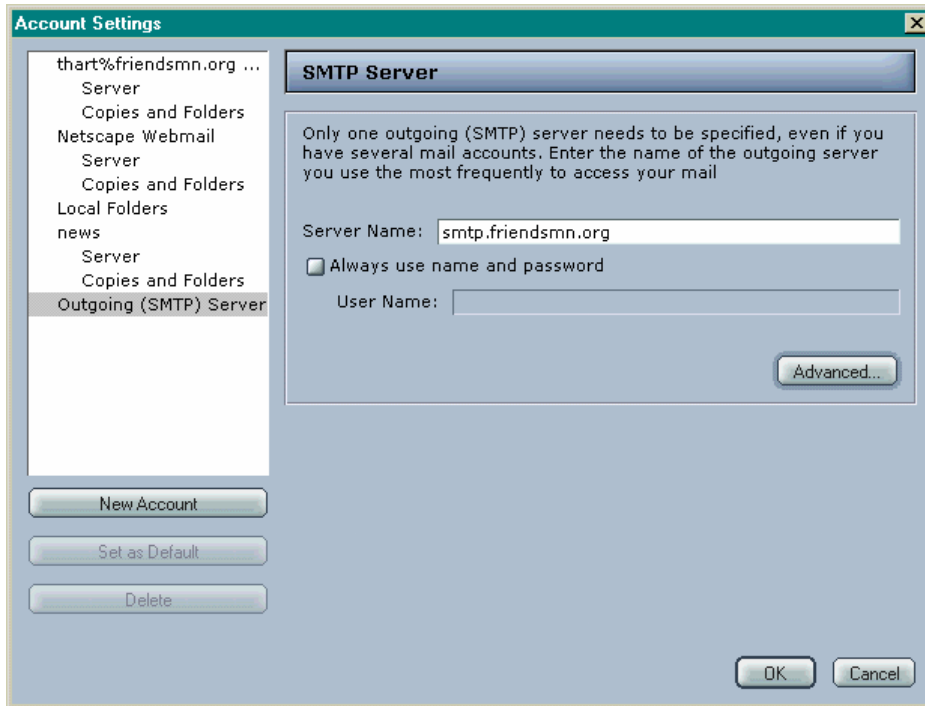 Account Settings
thart%friendsmn.org ...
Server
Copies and Folders
Netscape Webmail
Server
Copies and Folders
Local Folders
news
Server
Copies and Folders
Outgoing (SMTP) Server
New Account
Set as Default
Delete
SMTP Server
Only one outgoing (SMTP) server needs to be specified, even if you
have several mail accounts. Enter the name of the outgoing server
you use the most frequently to access your mail
Server Name: smtp.friendsmn.org
Always use name and password
User Name:
Advanced...
OK
Cancel